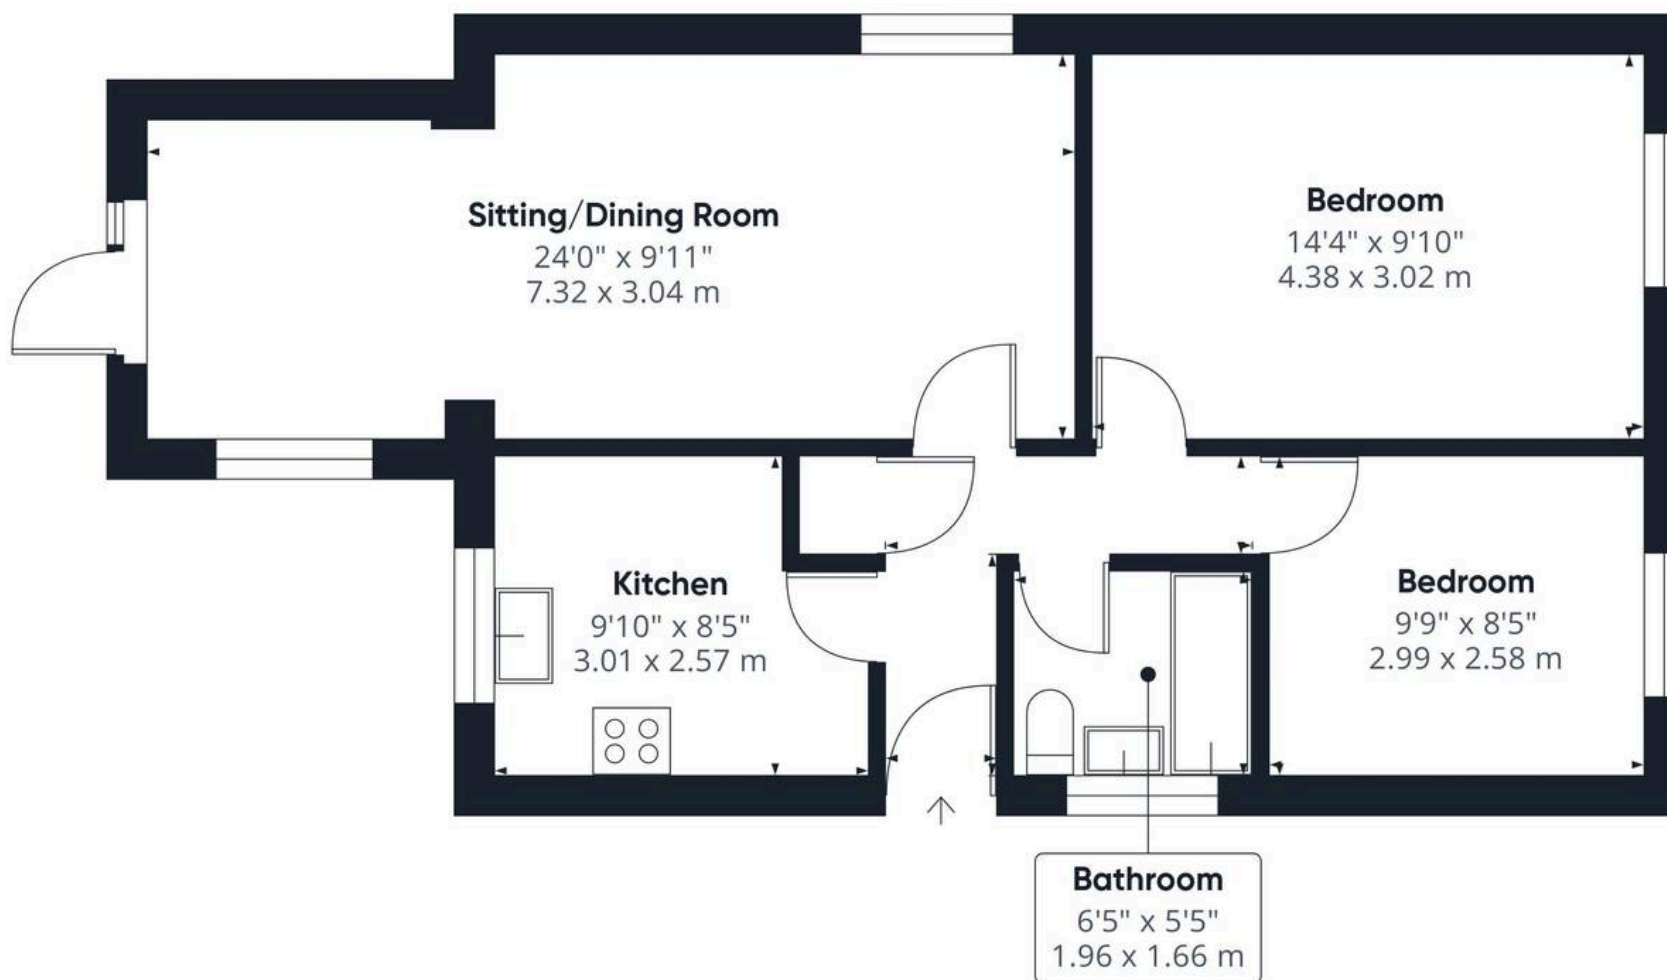 Sitting/Dining Room
24'0" x 9'11"
7.32 x 3.04 m
Bedroom
14'4" x 9'10"
4.38 x 3.02 m
Kitchen
9'10" x 8'5"
3.01 x 2.57 m
Bedroom
9'9" x 8'5"
2.99 x 2.58 m
Bathroom
6'5" x 5'5"
1.96 x 1.66 m